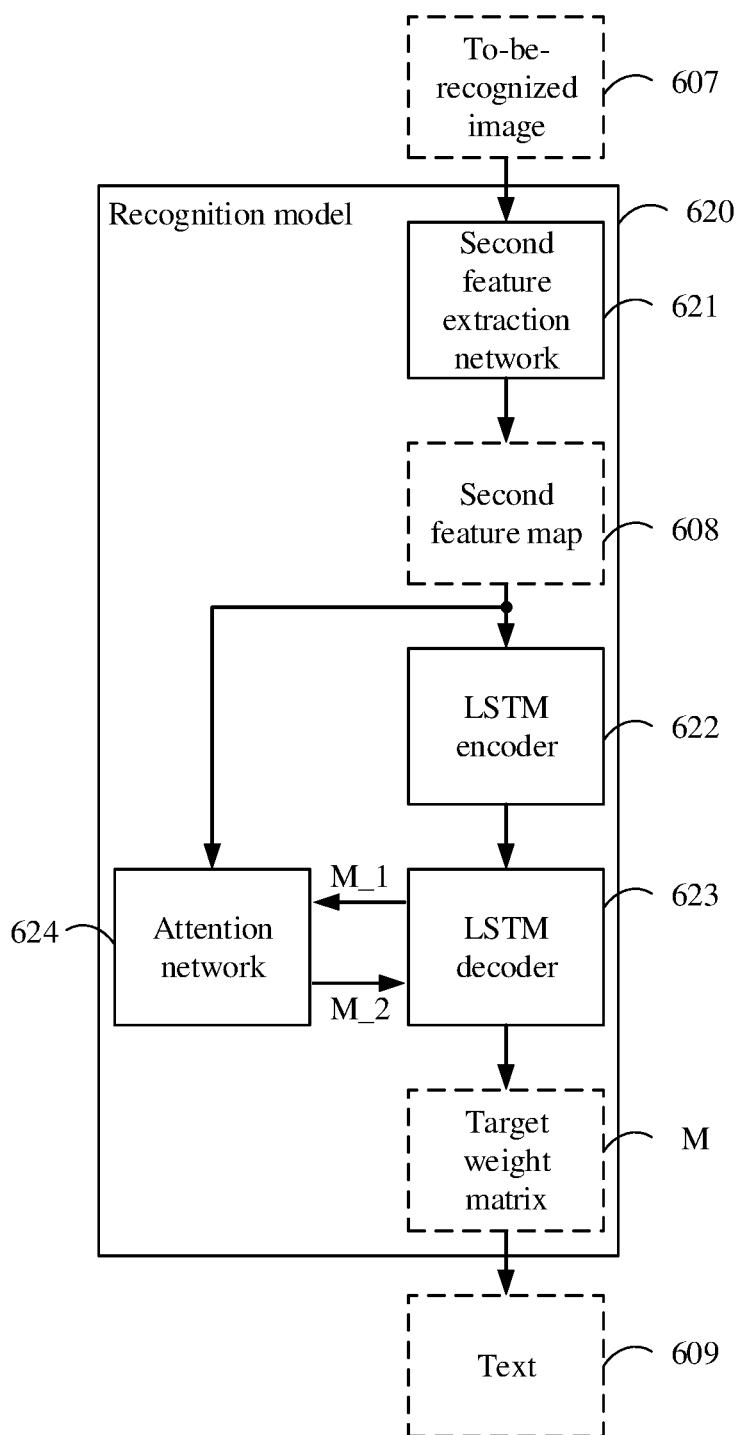 To-be-
recognized
image
607
Recognition model
620
Second
feature
extraction
network
621
Second
feature map
608
LSTM
encoder
622
M_1
623
624
Attention
network
LSTM
decoder
M_2
Target
weight
matrix
M
Text
609